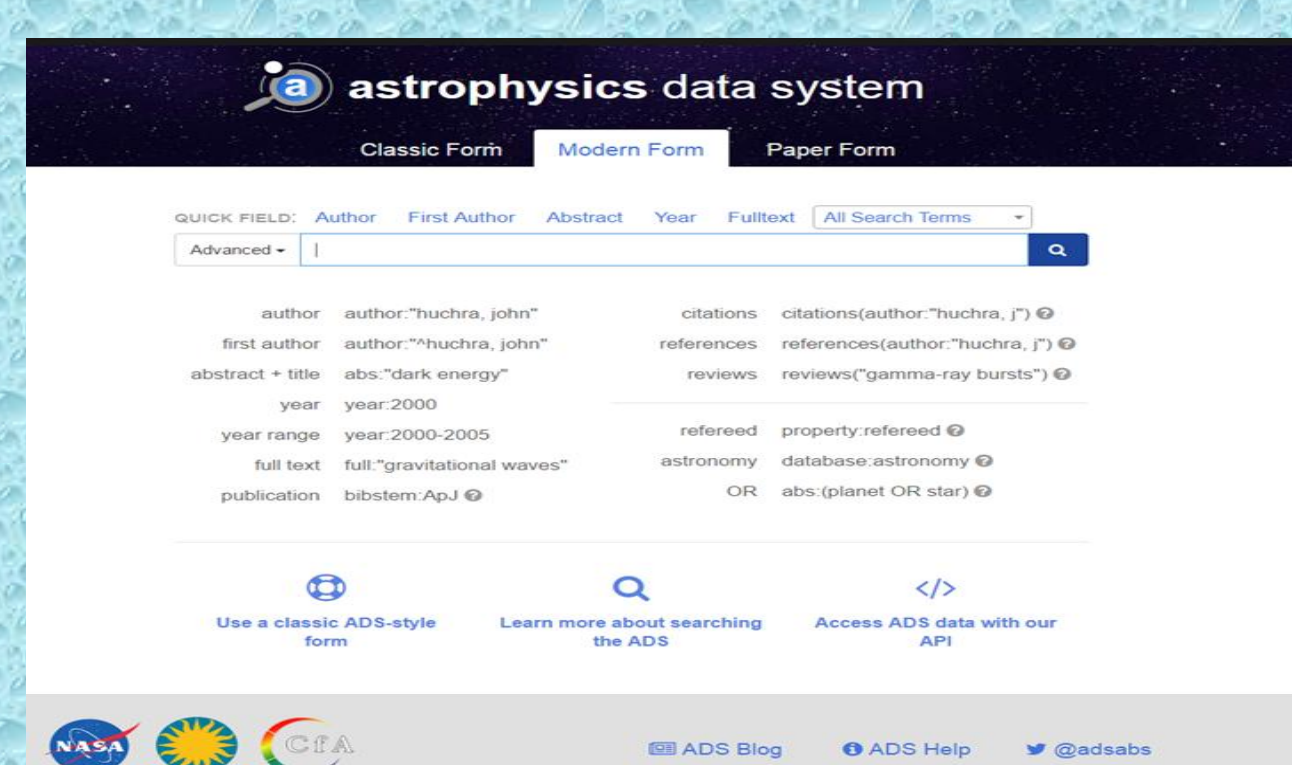 a astrophysics data system
Classic Form Modern Form Paper Form
QUICK FIELD: Author First Author Abstract Year Fulltext All Search Terms
Advanced
author author:"huchra, john"
first author author:"^huchra, john"
abstract + title abs:"dark energy"
year year:2000
year range year:2000-2005
full text full:"gravitational waves"
publication bibstem:ApJ ?
citations citations(author:"huchra, j") ?
references references(author:"huchra, j") ?
reviews reviews("gamma-ray bursts") ?
refereed property:refereed ?
astronomy database:astronomy ?
OR abs:(planet OR star) ?
Use a classic ADS-style
form
Learn more about searching
the ADS
</>
Access ADS data with our
API
NASA CfA ADS Blog ADS Help @adsabs